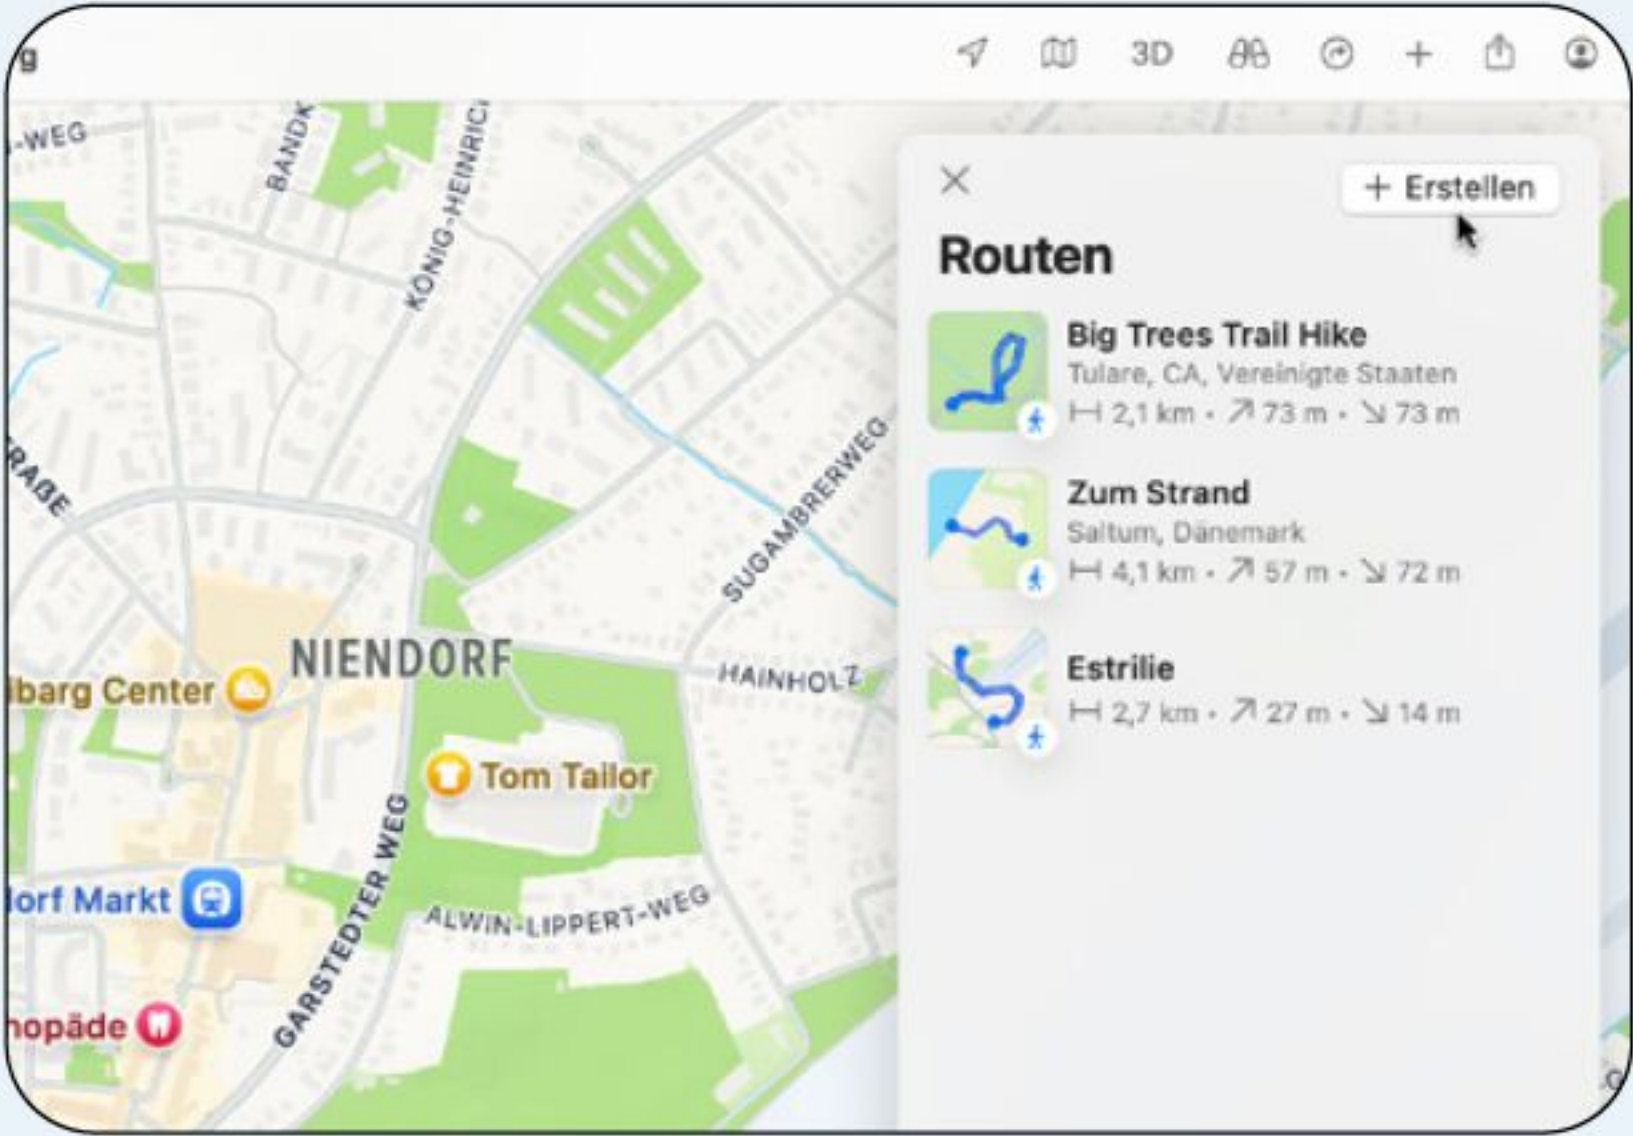 g
3D
-WEG
BANDK
KÖNIG-HEINRICH
RAẞE
SUGAMBRERWEG
NIENDORF
HAINHOLZ
lbarg Center
Tom Tailor
GARSTEDTER WEG
dorf Markt
ALWIN-LIPPERT-WEG
hopäde
+ Erstellen
Routen
Big Trees Trail Hike
Tulare, CA, Vereinigte Staaten
2,1 km • ↗ 73 m • ↘ 73 m
Zum Strand
Saltum, Dänemark
4,1 km • ↗ 57 m • ↘ 72 m
Estrilie
2,7 km • ↗ 27 m • ↘ 14 m